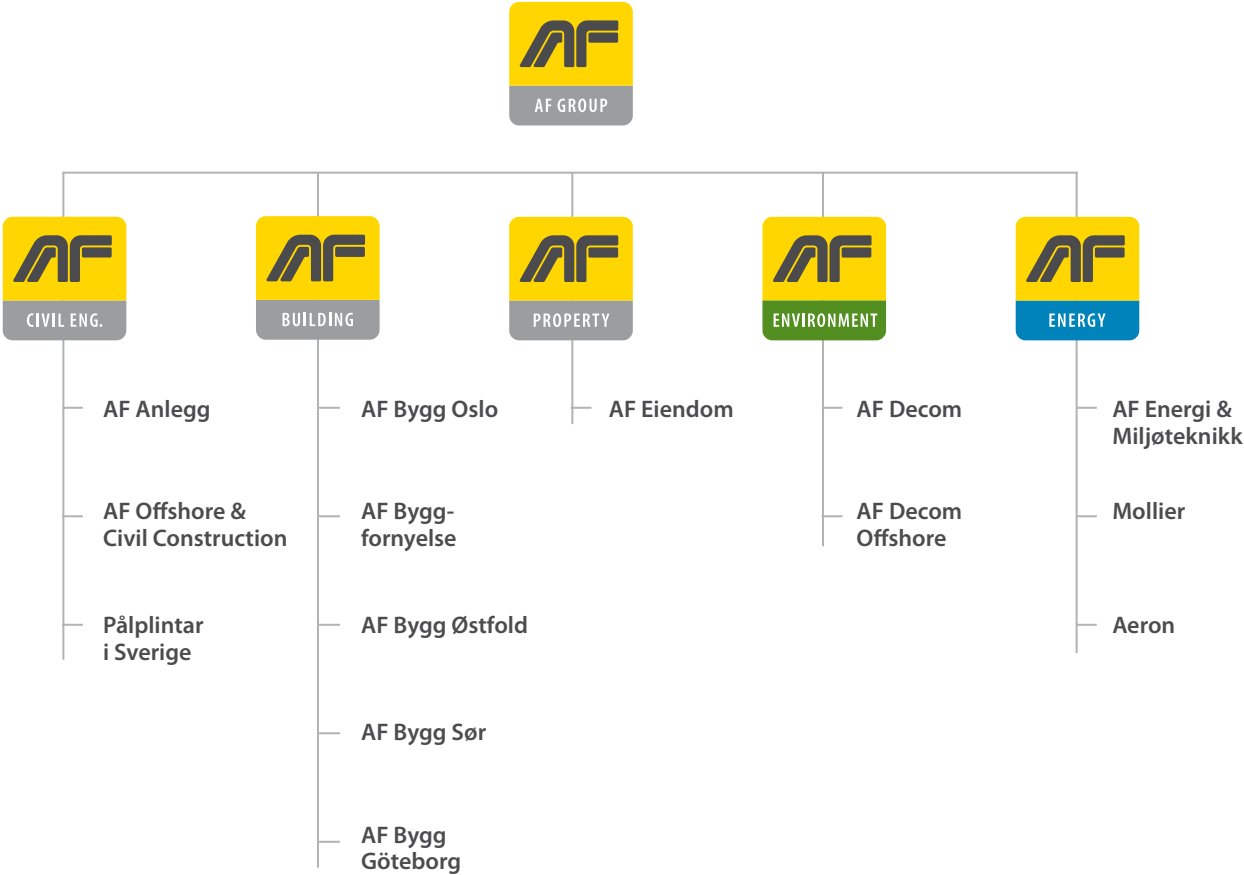 AF
AF GROUP
AF
CIVIL ENG.
AF Anlegg
AF Offshore &
Civil Construction
Pålplintar
i Sverige
AF
BUILDING
AF Bygg Oslo
AF Bygg-
fornyelse
AF Bygg Østfold
AF Bygg Sør
AF Bygg
Göteborg
AF
PROPERTY
AF Eiendom
AF
ENVIRONMENT
AF Decom
AF Decom
Offshore
AF
ENERGY
AF Energi &
Miljøteknikk
Mollier
Aeron